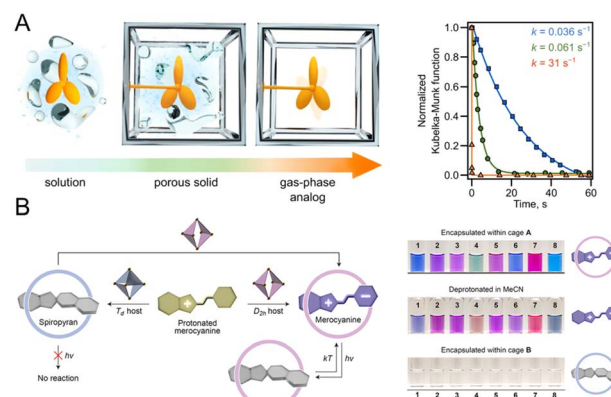 A
solution
porous solid
gas-phase
analog
Normalized
Kubelka-Munk function
1.0
0.8
0.6
0.4
0.2
0.0
k = 0.036 s⁻¹
k = 0.061 s⁻¹
k = 31 s⁻¹
0
20
40
60
Time, s
B
Spiropyran
Td host
Protonated
merocyanine
D2h host
Merocyanine
hν
No reaction
kT
hν
Encapsulated within cage A
1 2 3 4 5 6 7 8
Deprotonated in MeCN
1 2 3 4 5 6 7 8
Encapsulated within cage B
1 2 3 4 5 6 7 8